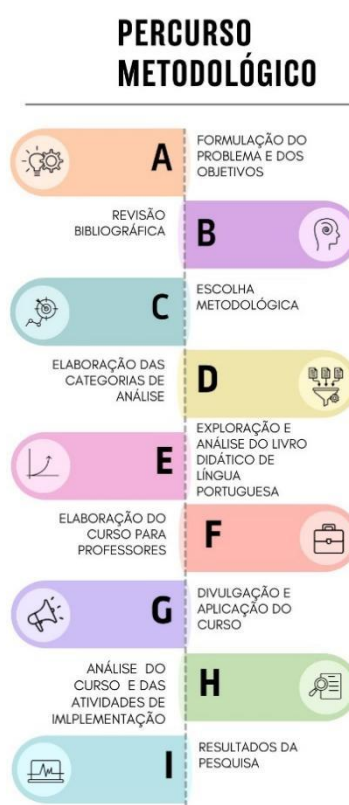 PERCURSO
METODOLÓGICO
A
FORMULAÇÃO DO
PROBLEMA E DOS
OBJETIVOS
REVISÃO
BIBLIOGRÁFICA
B
C
ESCOLHA
METODOLÓGICA
ELABORAÇÃO DAS
CATEGORIAS DE
ANÁLISE
D
E
EXPLORAÇÃO E
ANÁLISE DO LIVRO
DIDÁTICO DE
LÍNGUA
PORTUGUESA
ELABORAÇÃO DO
CURSO PARA
PROFESSORES
F
G
DIVULGAÇÃO E
APLICAÇÃO DO
CURSO
ANÁLISE DO
CURSO E DAS
ATIVIDADES DE
IMLPLEMENTAÇÃO
H
I
RESULTADOS DA
PESQUISA